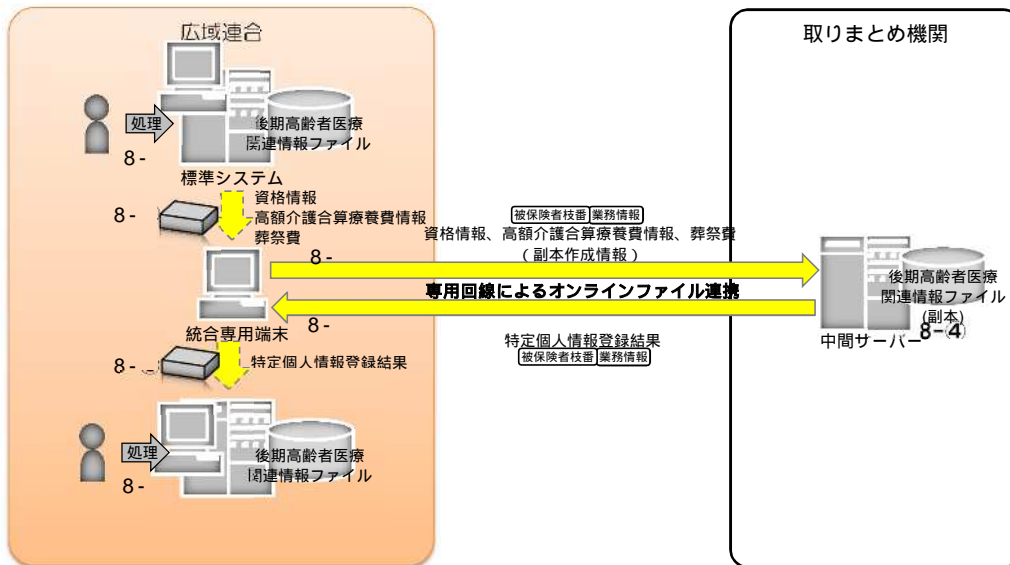 広域連合
取りまとめ機関
処理
8-
後期高齢者医療
関連情報ファイル
標準システム
8-
資格情報
高額介護合算療養費情報
葬祭費
被保険者枝番 業務情報
資格情報、高額介護合算療養費情報、葬祭費
（副本作成情報）
8-
専用回線によるオンラインファイル連携
8-
統合専用端末
特定個人情報登録結果
被保険者枝番 業務情報
後期高齢者医療
関連情報ファイル
(副本)
8-(4)
中間サーバー
8-
特定個人情報登録結果
処理
8-
後期高齢者医療
関連情報ファイル